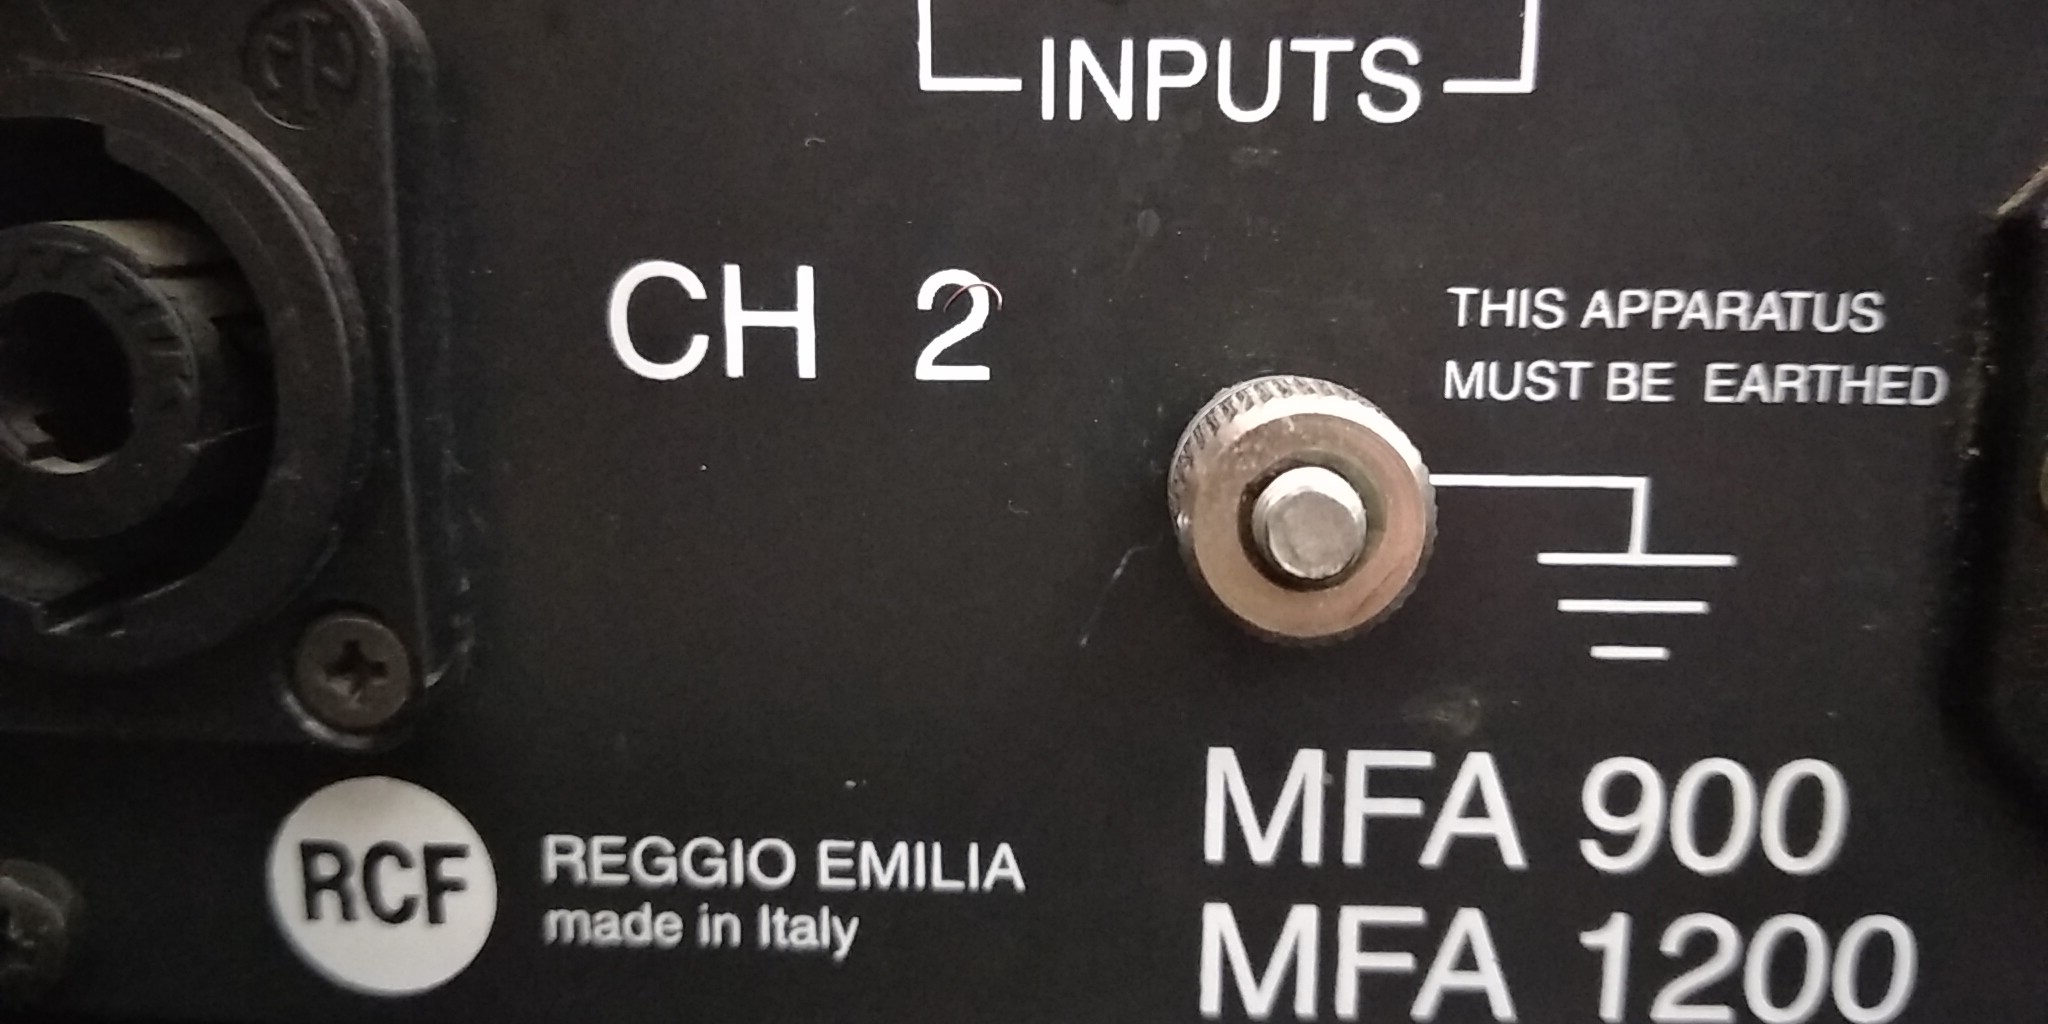 INPUTS
CH 2
THIS APPARATUS
MUST BE EARTHED
RCF
REGGIO EMILIA
made in Italy
MFA 900
MFA 1200